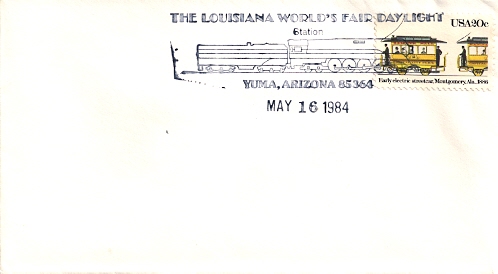 THE LOUISIANA WORLD'S FAIR DAYLIGHT
Station
USA20c
YUMA, ARIZONA 85364
Early electric streetcar, Montgomery, Ala., 1886
MAY 16 1984